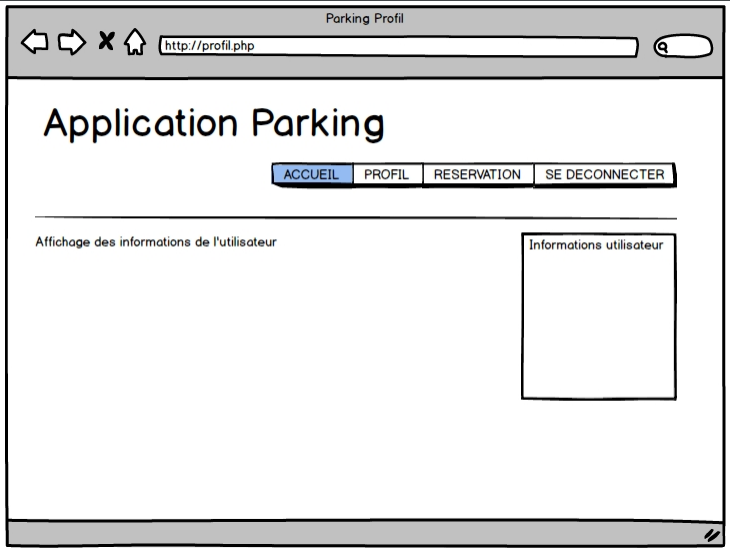 Parking Profil
http://profil.php
Application Parking
ACCUEIL PROFIL RESERVATION SE DECONNECTER
Affichage des informations de l'utilisateur
Informations utilisateur